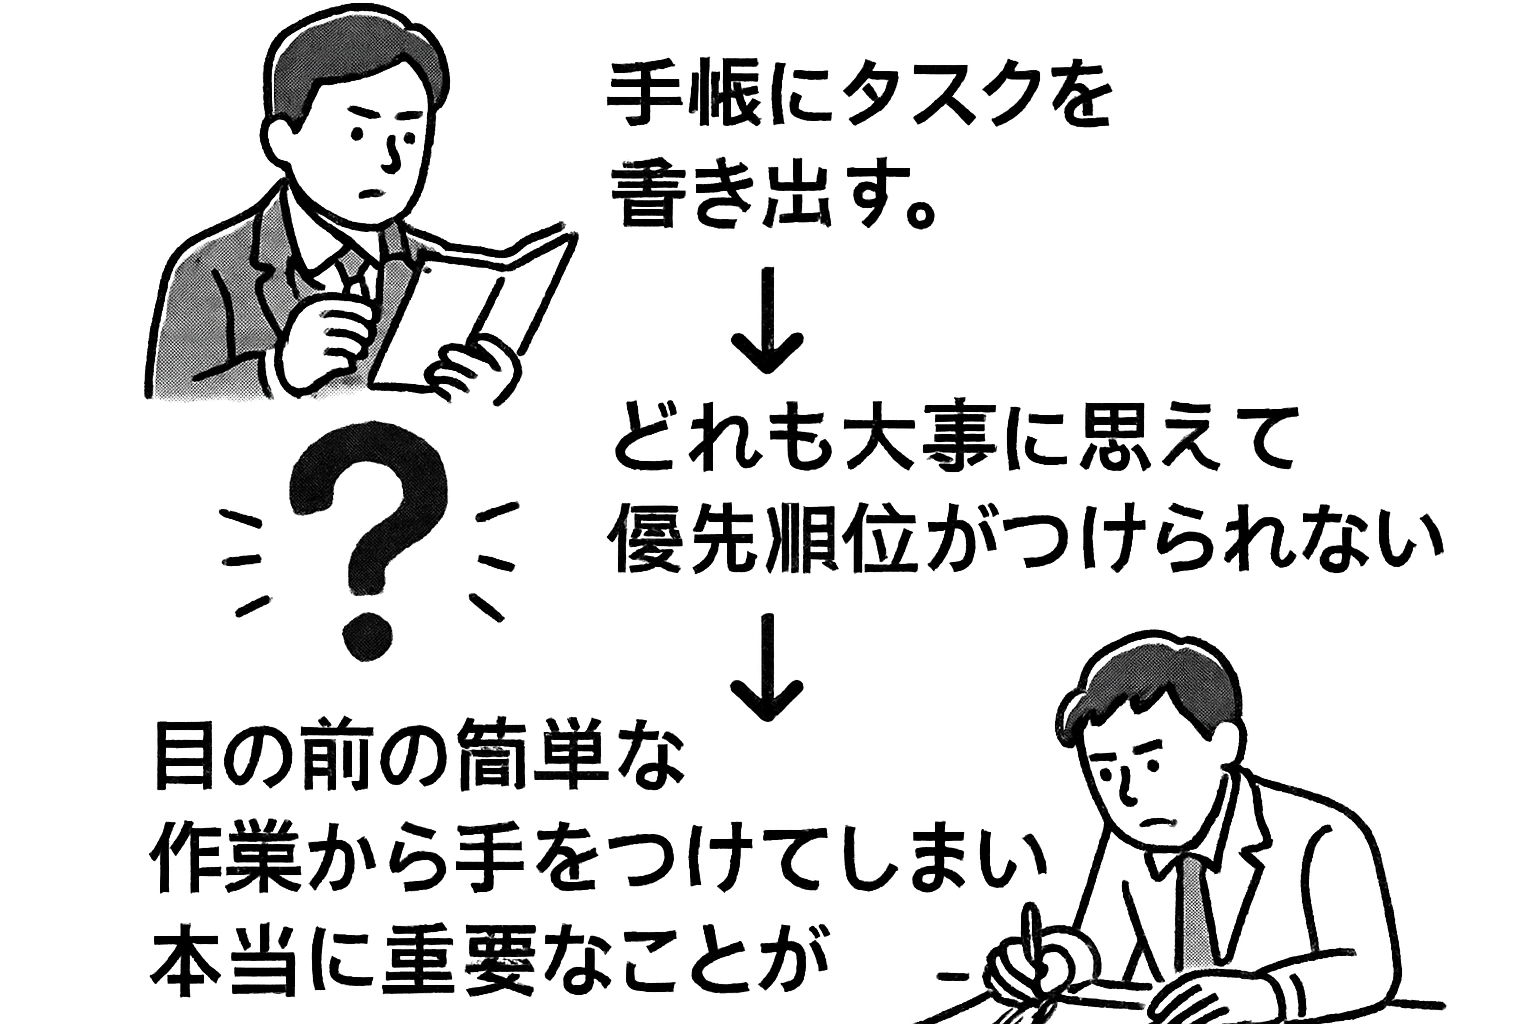 手帳にタスクを
書き出す。
どれも大事に思えて
優先順位がつけられない
目の前の簡単な
作業から手をつけてしまい
本当に重要なことが